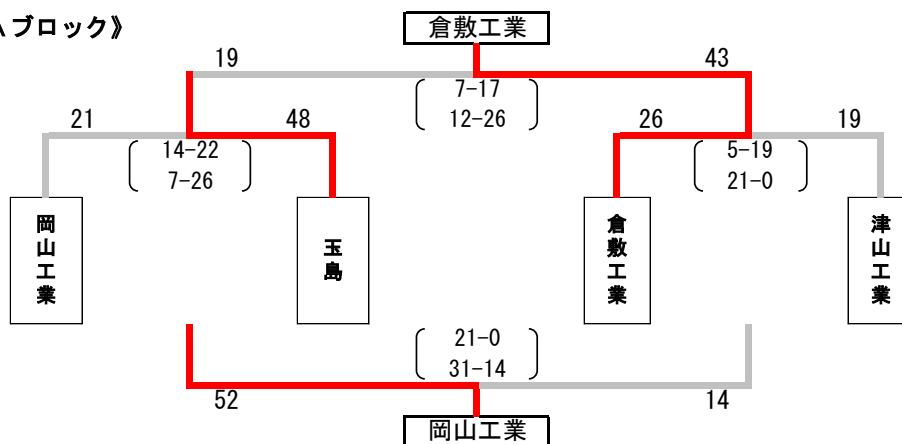 ブロック》
倉敷工業
19
43
7-17
12-26
21
48
26
19
14-22
7-26
5-19
21-0
岡山工業
玉島
倉敷工業
津山工業
21-0
31-14
52
14
岡山工業